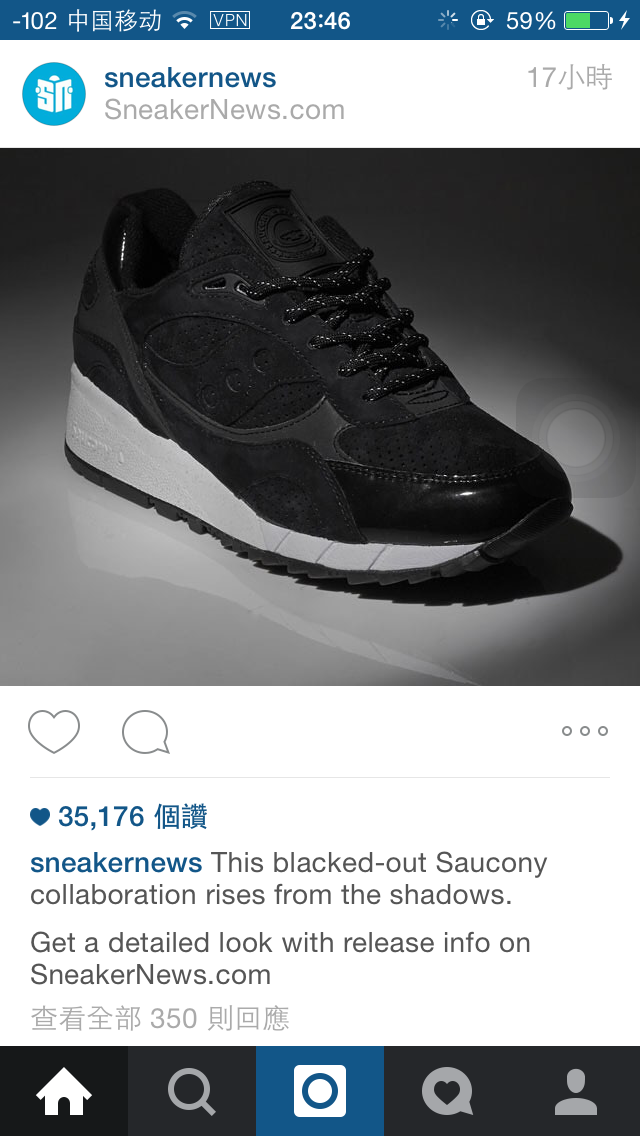 -102 中国移动 VPN 23:46 59%
sneakernews 17小時
SneakerNews.com
35,176 個讚
sneakernews This blacked-out Saucony
collaboration rises from the shadows.
Get a detailed look with release info on
SneakerNews.com
查看全部 350 則回應